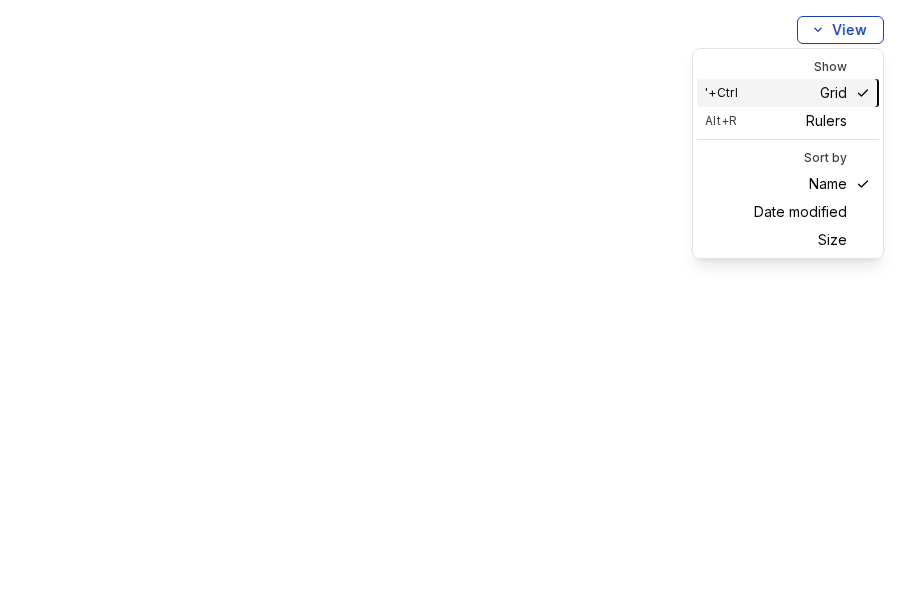 View
Show
Grid '+Ctrl
Rulers Alt+R
Sort by
Name
Date modified
Size